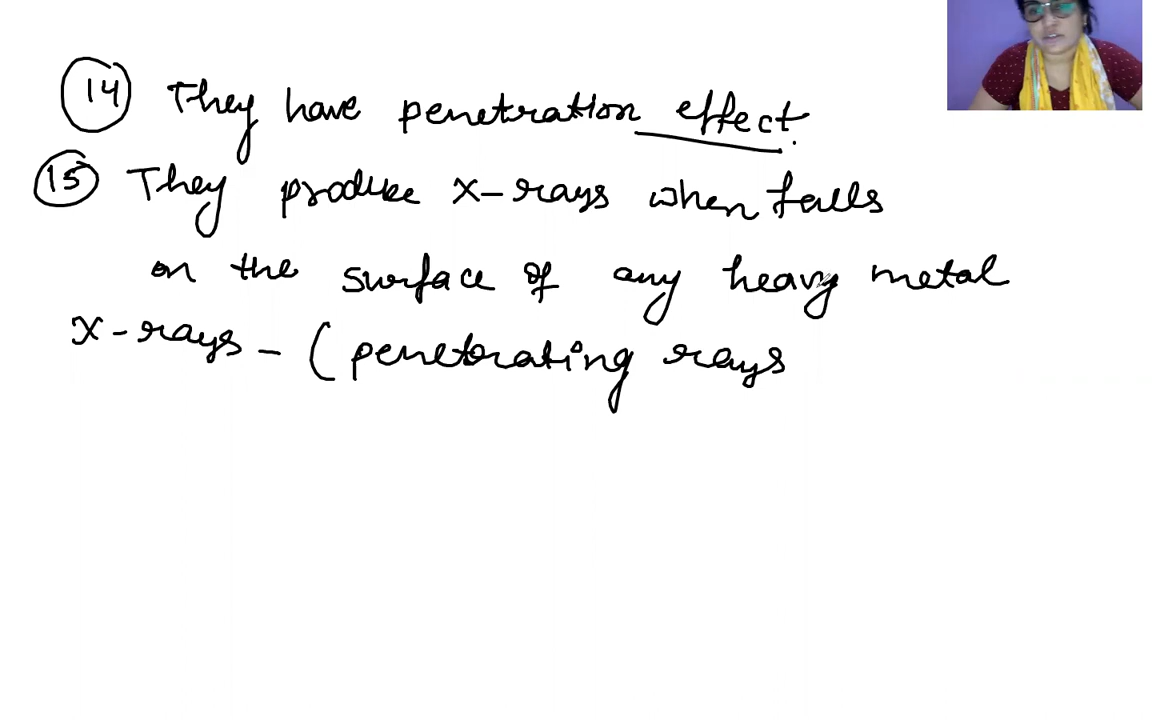 14 They have penetration effect.
15 They produce x-rays when falls
on the surface of any heavy metal
x-rays - (penetrating rays